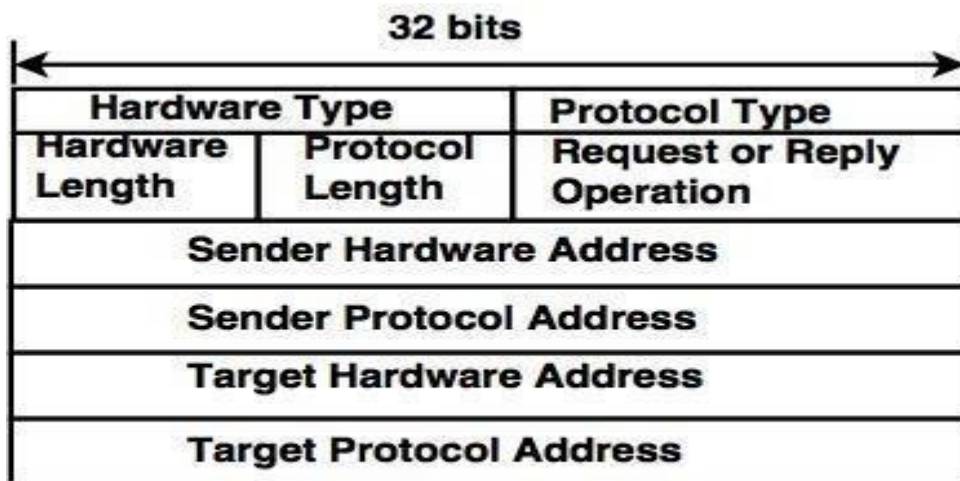 32 bits
Hardware Type
Protocol Type
Hardware
Length
Protocol
Length
Request or Reply
Operation
Sender Hardware Address
Sender Protocol Address
Target Hardware Address
Target Protocol Address